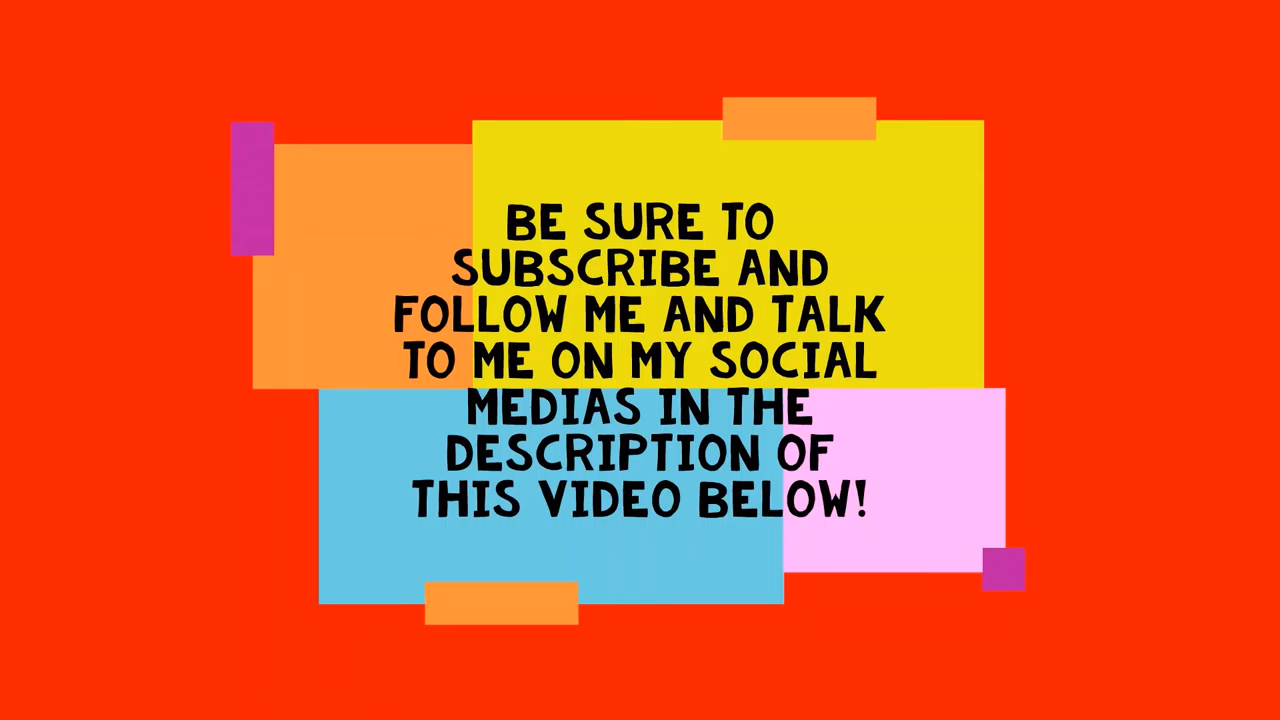 BE SURE TO
SUBSCRIBE AND
FOLLOW ME AND TALK
TO ME ON MY SOCIAL
MEDIAS IN THE
DESCRIPTION OF
THIS VIDEO BELOW!